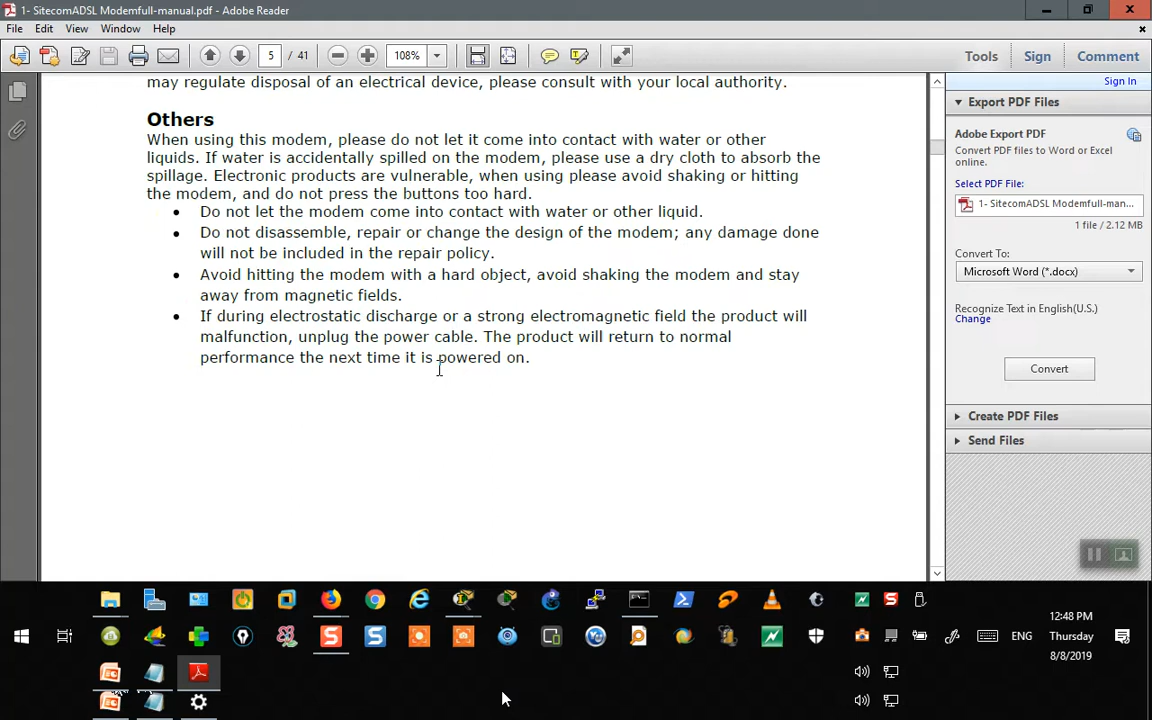 1- SitecomADSL Modemfull-manual.pdf - Adobe Reader
File Edit View Window Help
5 / 41 108% Tools Sign Comment
Sign In
may regulate disposal of an electrical device, please consult with your local authority.
Others
When using this modem, please do not let it come into contact with water or other
liquids. If water is accidentally spilled on the modem, please use a dry cloth to absorb the
spillage. Electronic products are vulnerable, when using please avoid shaking or hitting
the modem, and do not press the buttons too hard.
• Do not let the modem come into contact with water or other liquid.
• Do not disassemble, repair or change the design of the modem; any damage done
will not be included in the repair policy.
• Avoid hitting the modem with a hard object, avoid shaking the modem and stay
away from magnetic fields.
• If during electrostatic discharge or a strong electromagnetic field the product will
malfunction, unplug the power cable. The product will return to normal
performance the next time it is powered on.
Export PDF Files
Adobe Export PDF
Convert PDF files to Word or Excel
online.
Select PDF File:
1- SitecomADSL Modemfull-man...
1 file / 2.12 MB
Convert To:
Microsoft Word (*.docx)
Recognize Text in English(U.S.)
Change
Convert
Create PDF Files
Send Files
12:48 PM
ENG Thursday
8/8/2019